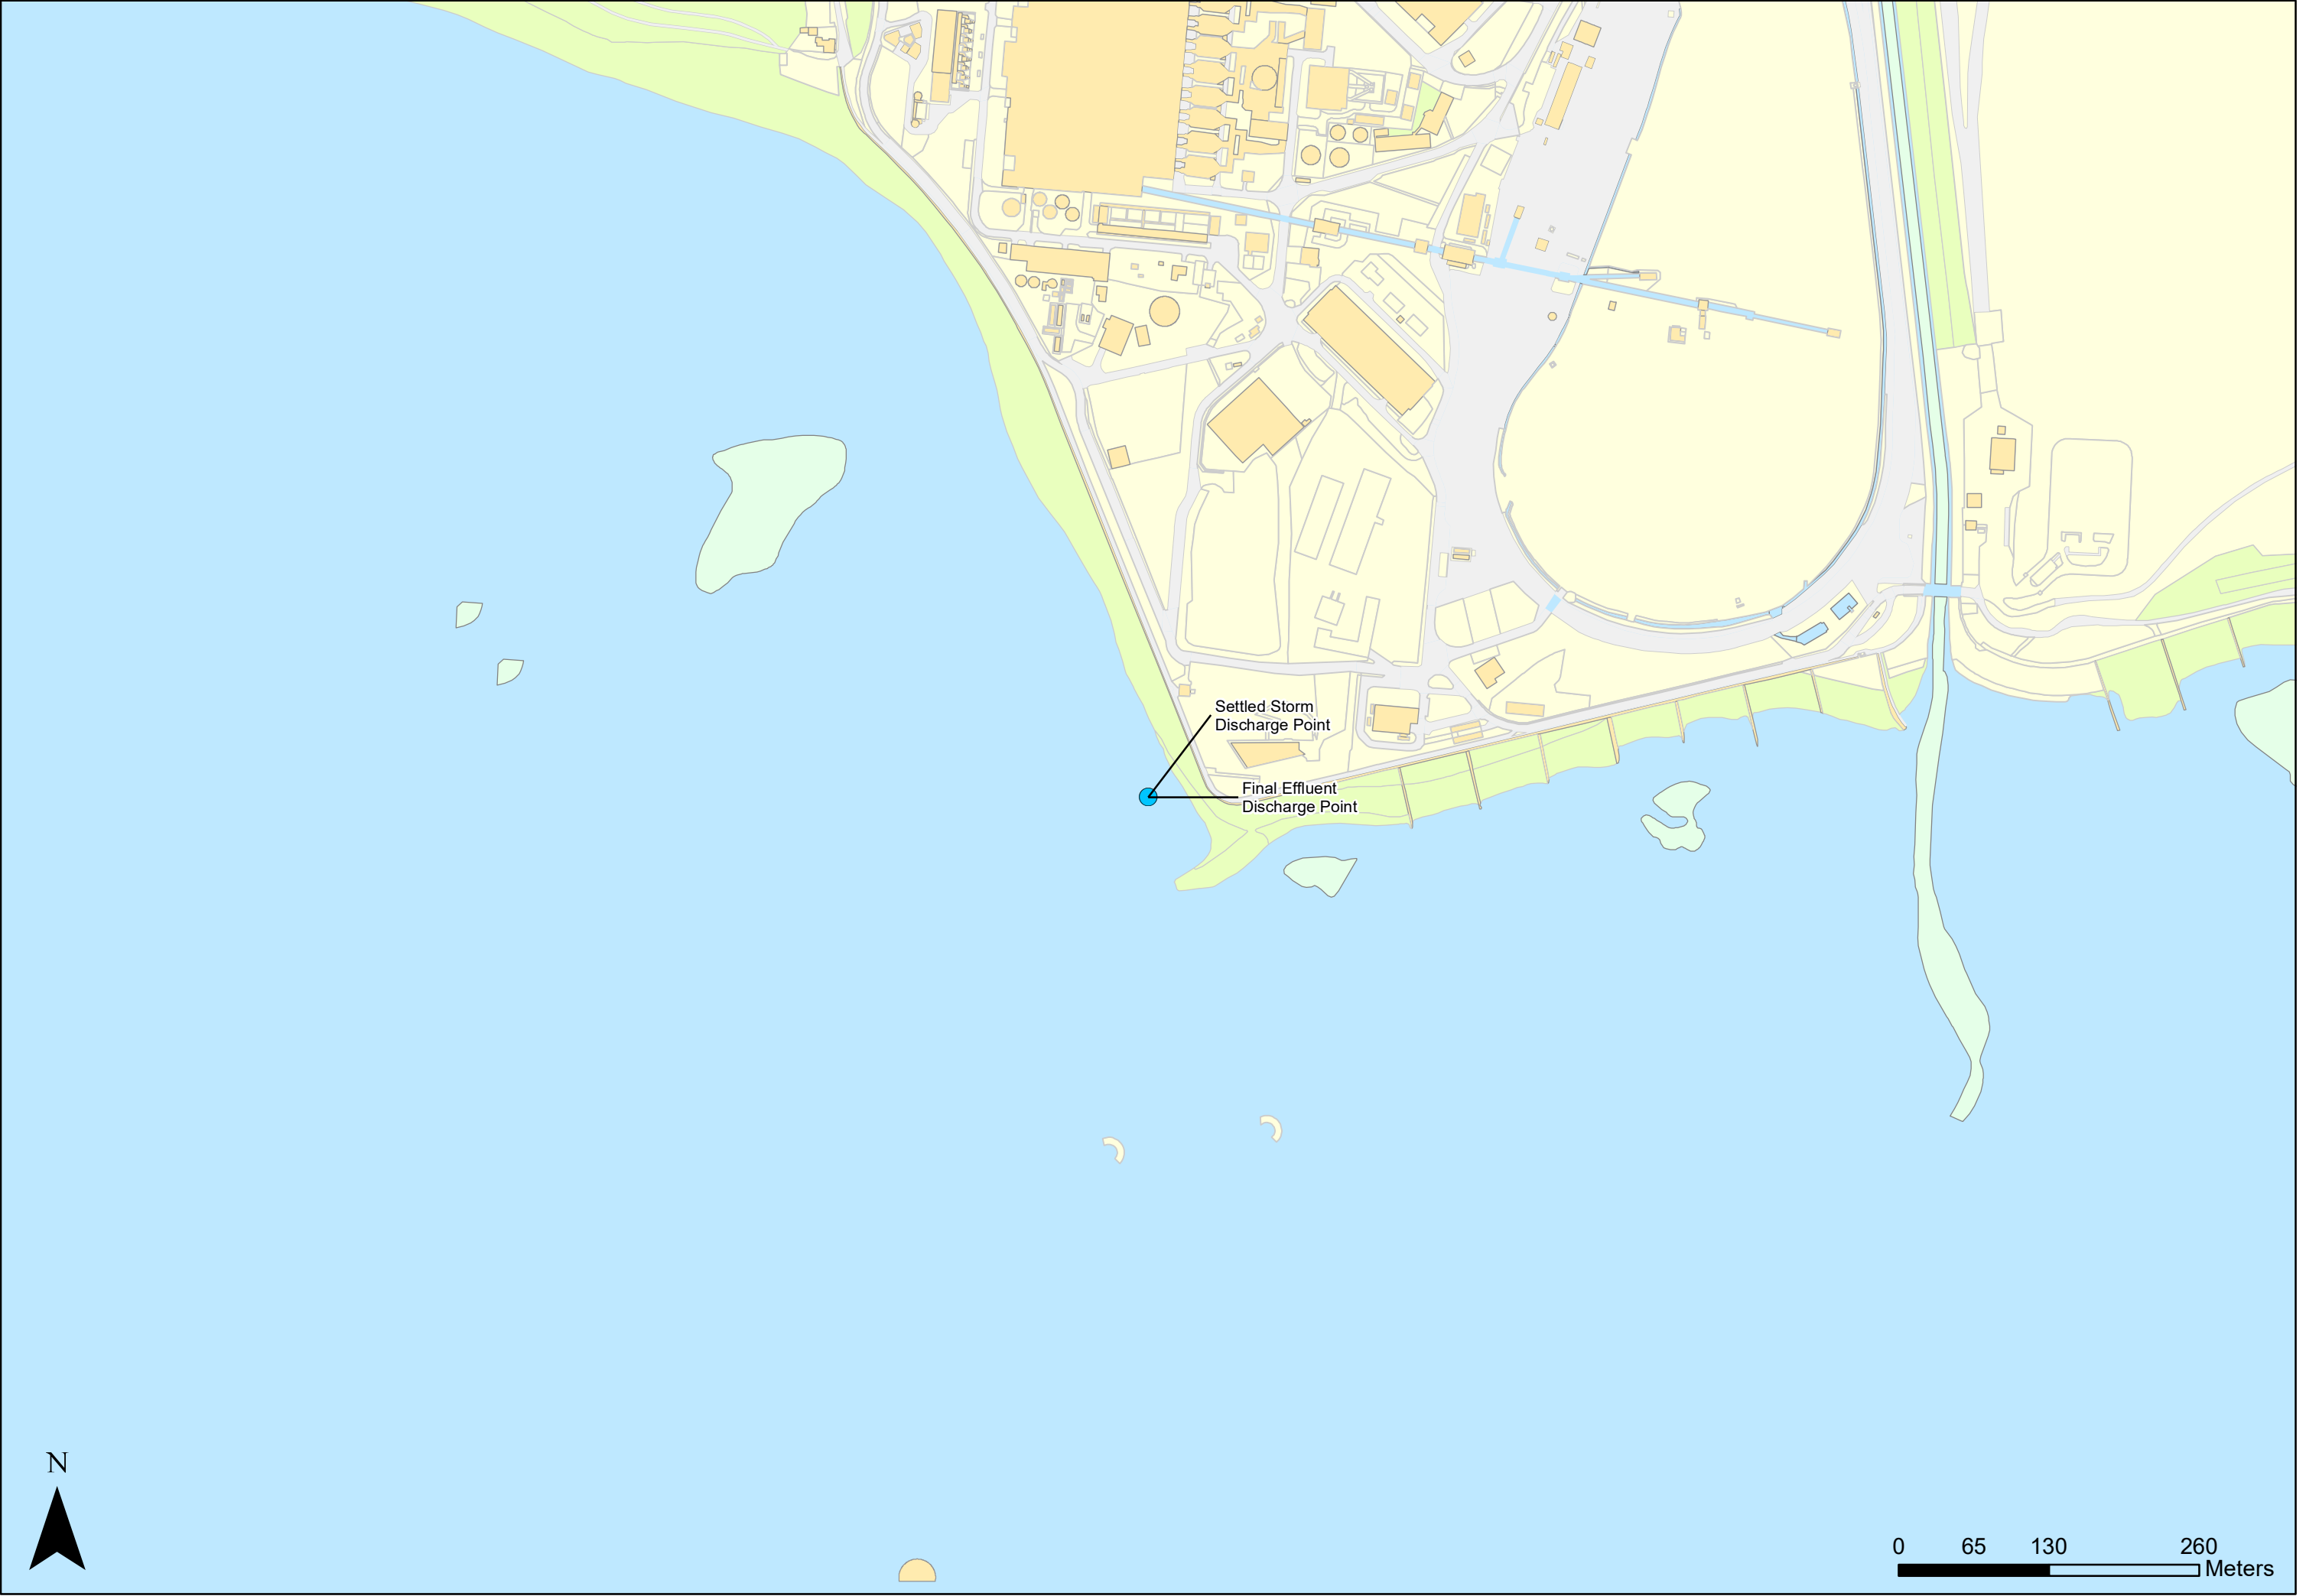 Settled Storm
Discharge Point
Final Effluent
Discharge Point
N
0 65 130 260
Meters